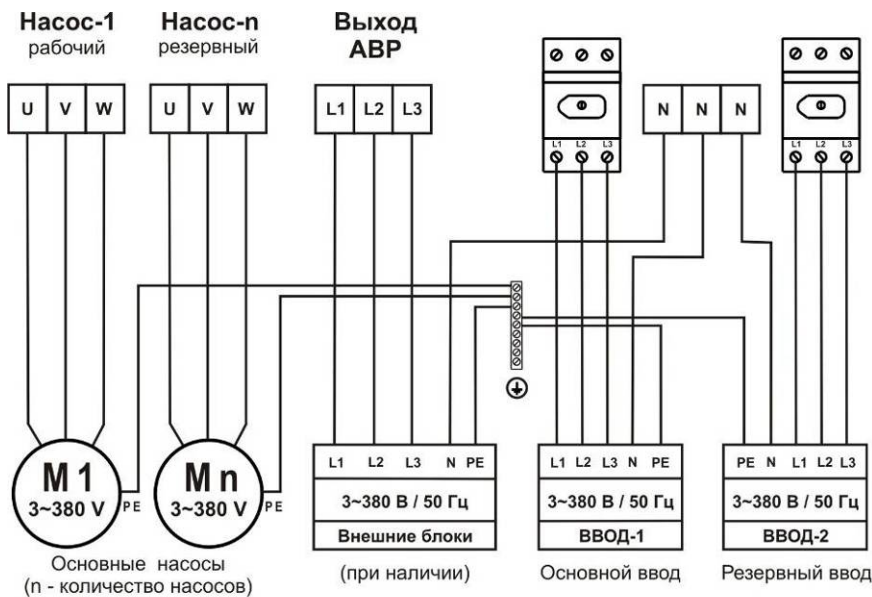 Насос-1
рабочий
Насос-n
резервный
Выход
АВР
U V W
U V W
L1 L2 L3
L1 L2 L3
N N N
L1 L2 L3
M 1
3~380 V
PE
M n
3~380 V
PE
L1 L2 L3 N PE
3~380 В / 50 Гц
Внешние блоки
L1 L2 L3 N PE
3~380 В / 50 Гц
ВВОД-1
PE N L1 L2 L3
3~380 В / 50 Гц
ВВОД-2
Основные насосы
(n - количество насосов)
(при наличии)
Основной ввод
Резервный ввод